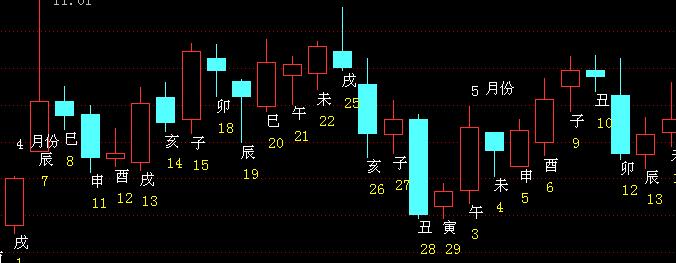 11.01
5 月份
4 月份
戌
1
辰
7
巳
8
申
11
酉
12
戌
13
亥
14
子
15
卯
18
辰
19
巳
20
午
21
未
22
戌
25
亥
26
子
27
丑
28
寅
29
午
3
未
4
申
5
酉
6
子
9
丑
10
卯
12
辰
13